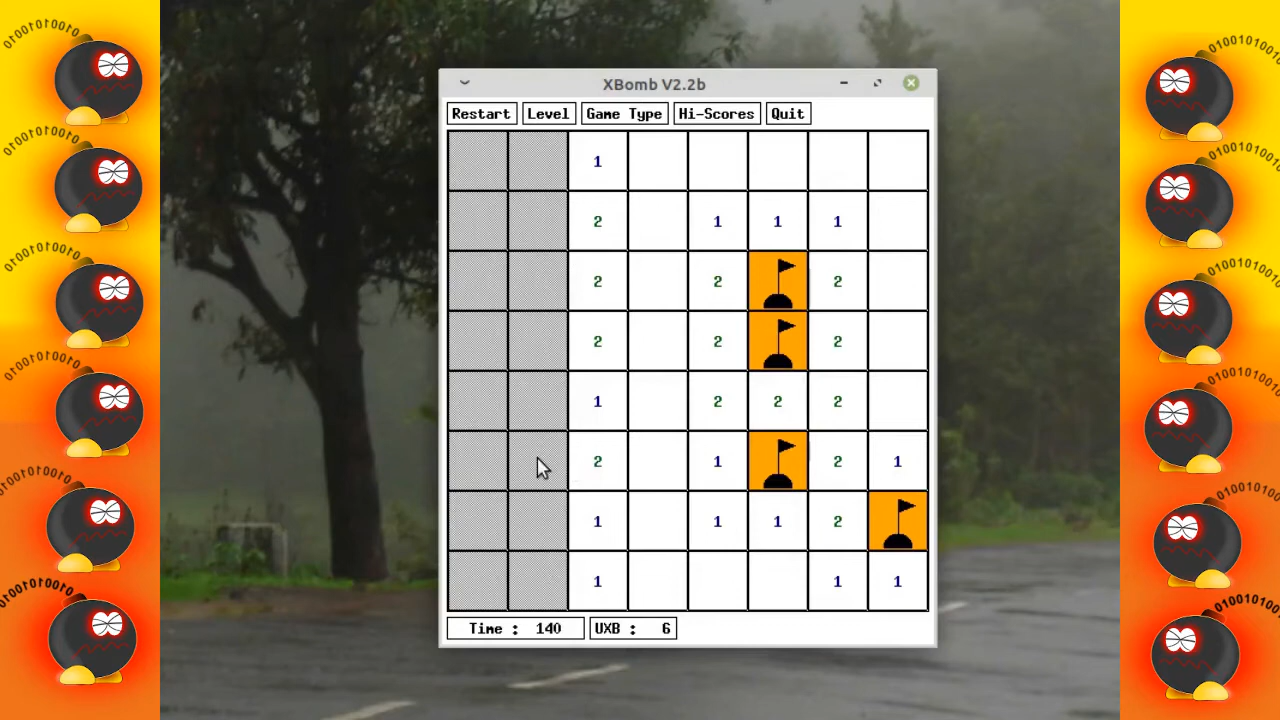 XBomb V2.2b
Restart Level Game Type Hi-Scores Quit
1
2 1 1 1
2 2 2
2 2 2
1 2 2 2
2 1 2 1
1 1 1 2
1 1 1
Time : 140 UXB : 6